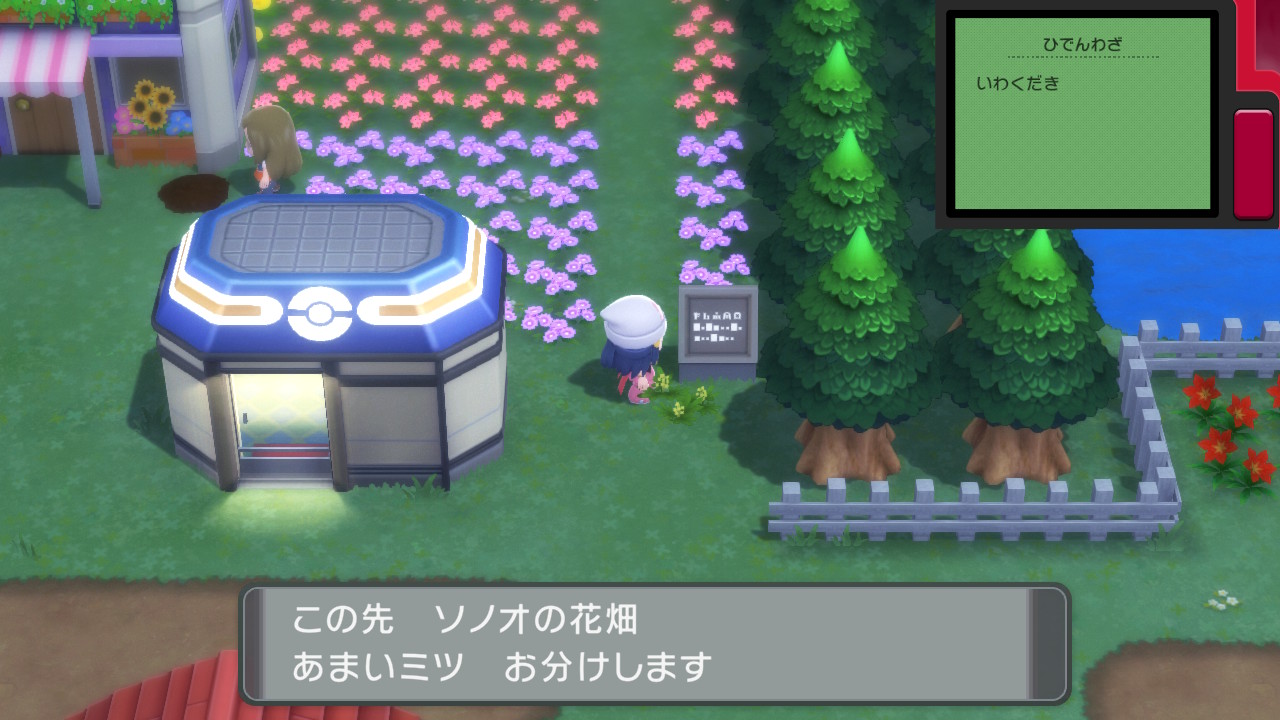 ひでんわざ
いわくだき
この先　ソノオの花畑
あまいミツ　お分けします